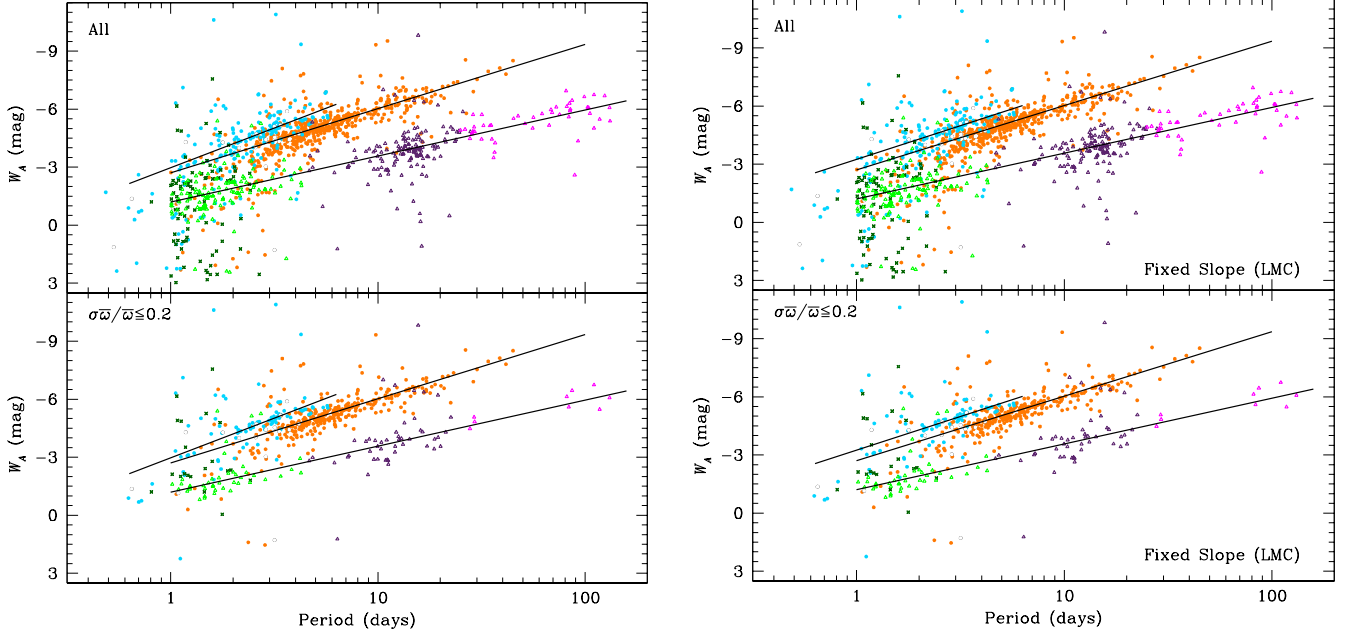 All
-9
-6
-3
0
3
W_A (mag)
σϖ/ϖ≦0.2
-9
-6
-3
0
3
W_A (mag)
1 10 100
Period (days)
All
-9
-6
-3
0
3
W_A (mag)
Fixed Slope (LMC)
σϖ/ϖ≦0.2
-9
-6
-3
0
3
W_A (mag)
Fixed Slope (LMC)
1 10 100
Period (days)